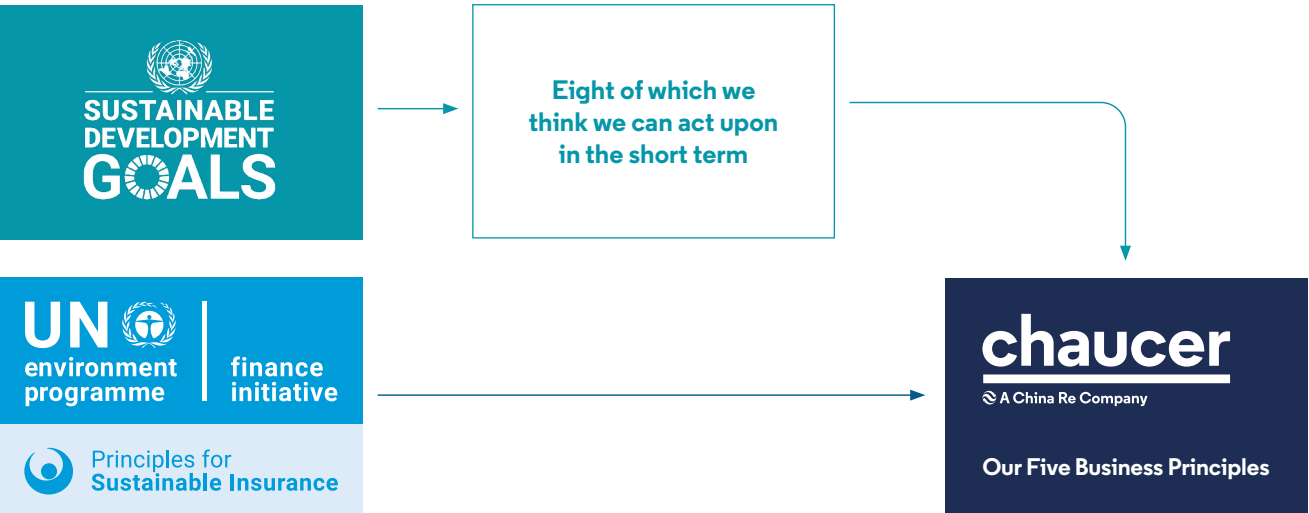 SUSTAINABLE
DEVELOPMENT
GOALS
Eight of which we
think we can act upon
in the short term
UN
environment
programme
finance
initiative
Principles for
Sustainable Insurance
chaucer
A China Re Company
Our Five Business Principles